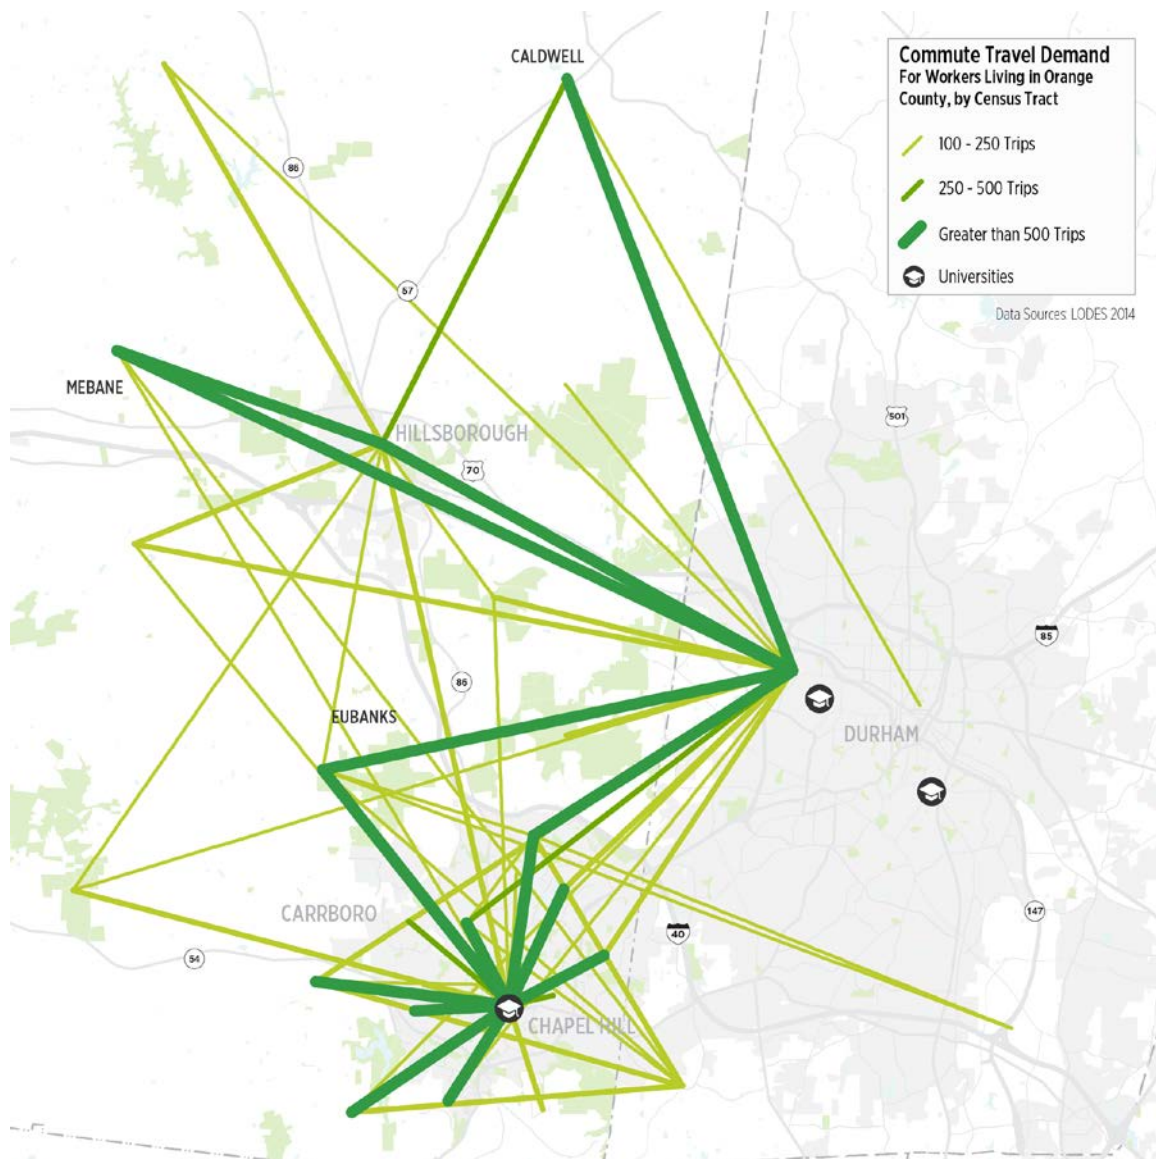 CALDWELL
Commute Travel Demand
For Workers Living in Orange
County, by Census Tract
100 - 250 Trips
250 - 500 Trips
Greater than 500 Trips
Universities
Data Sources: LODES 2014
86
57
MEBANE
HILLSBOROUGH
70
501
85
86
EUBANKS
DURHAM
CARRBORO
147
40
54
CHAPEL HILL